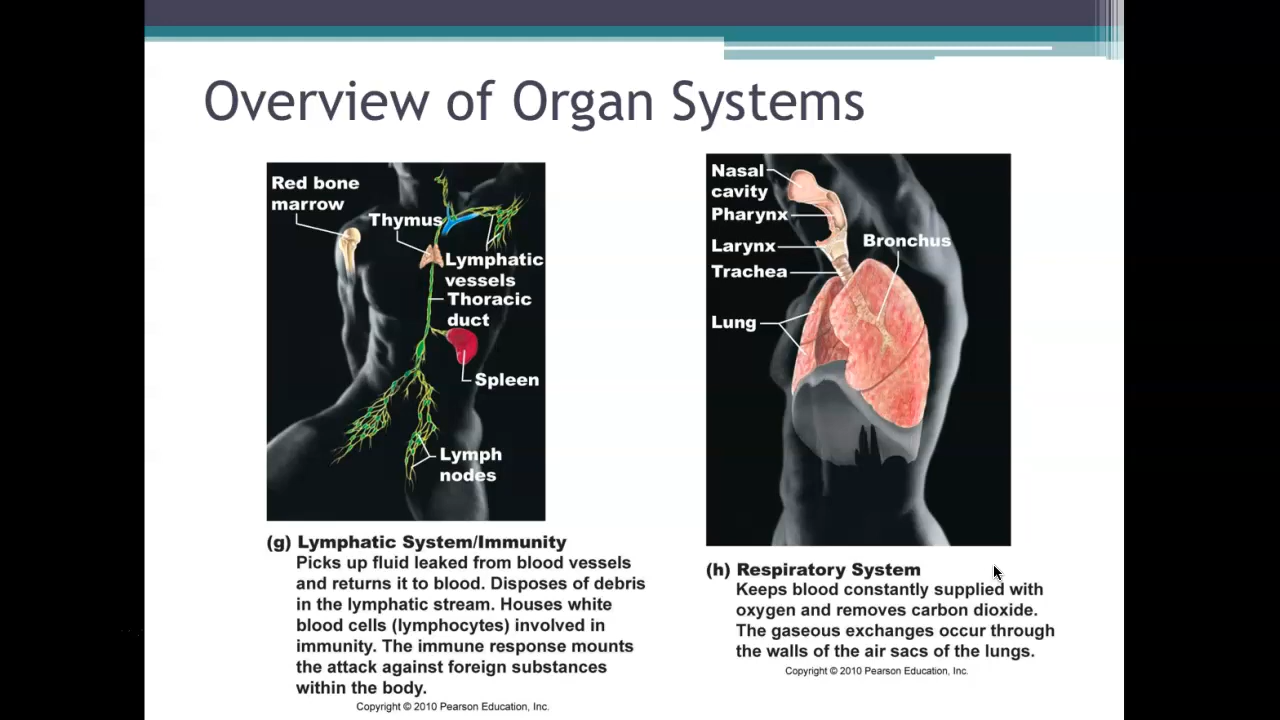 Overview of Organ Systems
Red bone
marrow
Thymus
Lymphatic
vessels
Thoracic
duct
Spleen
Lymph
nodes
(g) Lymphatic System/Immunity
Picks up fluid leaked from blood vessels
and returns it to blood. Disposes of debris
in the lymphatic stream. Houses white
blood cells (lymphocytes) involved in
immunity. The immune response mounts
the attack against foreign substances
within the body.
Copyright © 2010 Pearson Education, Inc.
Nasal
cavity
Pharynx
Larynx
Bronchus
Trachea
Lung
(h) Respiratory System
Keeps blood constantly supplied with
oxygen and removes carbon dioxide.
The gaseous exchanges occur through
the walls of the air sacs of the lungs.
Copyright © 2010 Pearson Education, Inc.